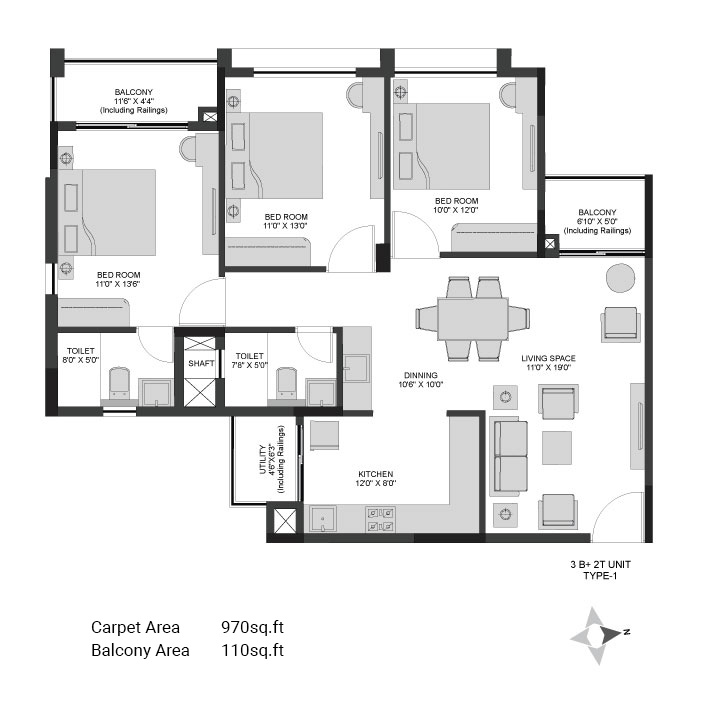 BALCONY
11'6" X 4'4"
(Including Railings)
BED ROOM
11'0" X 13'0"
BED ROOM
10'0" X 12'0"
BALCONY
6'10" X 5'0"
(Including Railings)
BED ROOM
11'0" X 13'6"
TOILET
8'0" X 5'0"
SHAFT
TOILET
7'8" X 5'0"
DINNING
10'6" X 10'0"
LIVING SPACE
11'0" X 19'0"
UTILITY
4'6"X6'3"
(Including Railings)
KITCHEN
12'0" X 8'0"
3 B+ 2T UNIT
TYPE-1
Carpet Area 970sq.ft
Balcony Area 110sq.ft
N